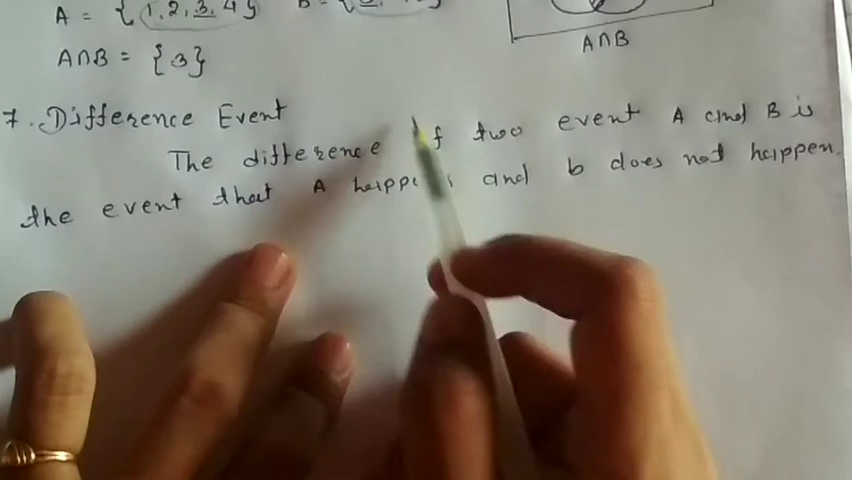 A = { 1, 2, 3, 4 } B = {
A∩B = { 3 }
A∩B
7. Difference Event
The difference of two event A and B is
the event that A happens and b does not happen.